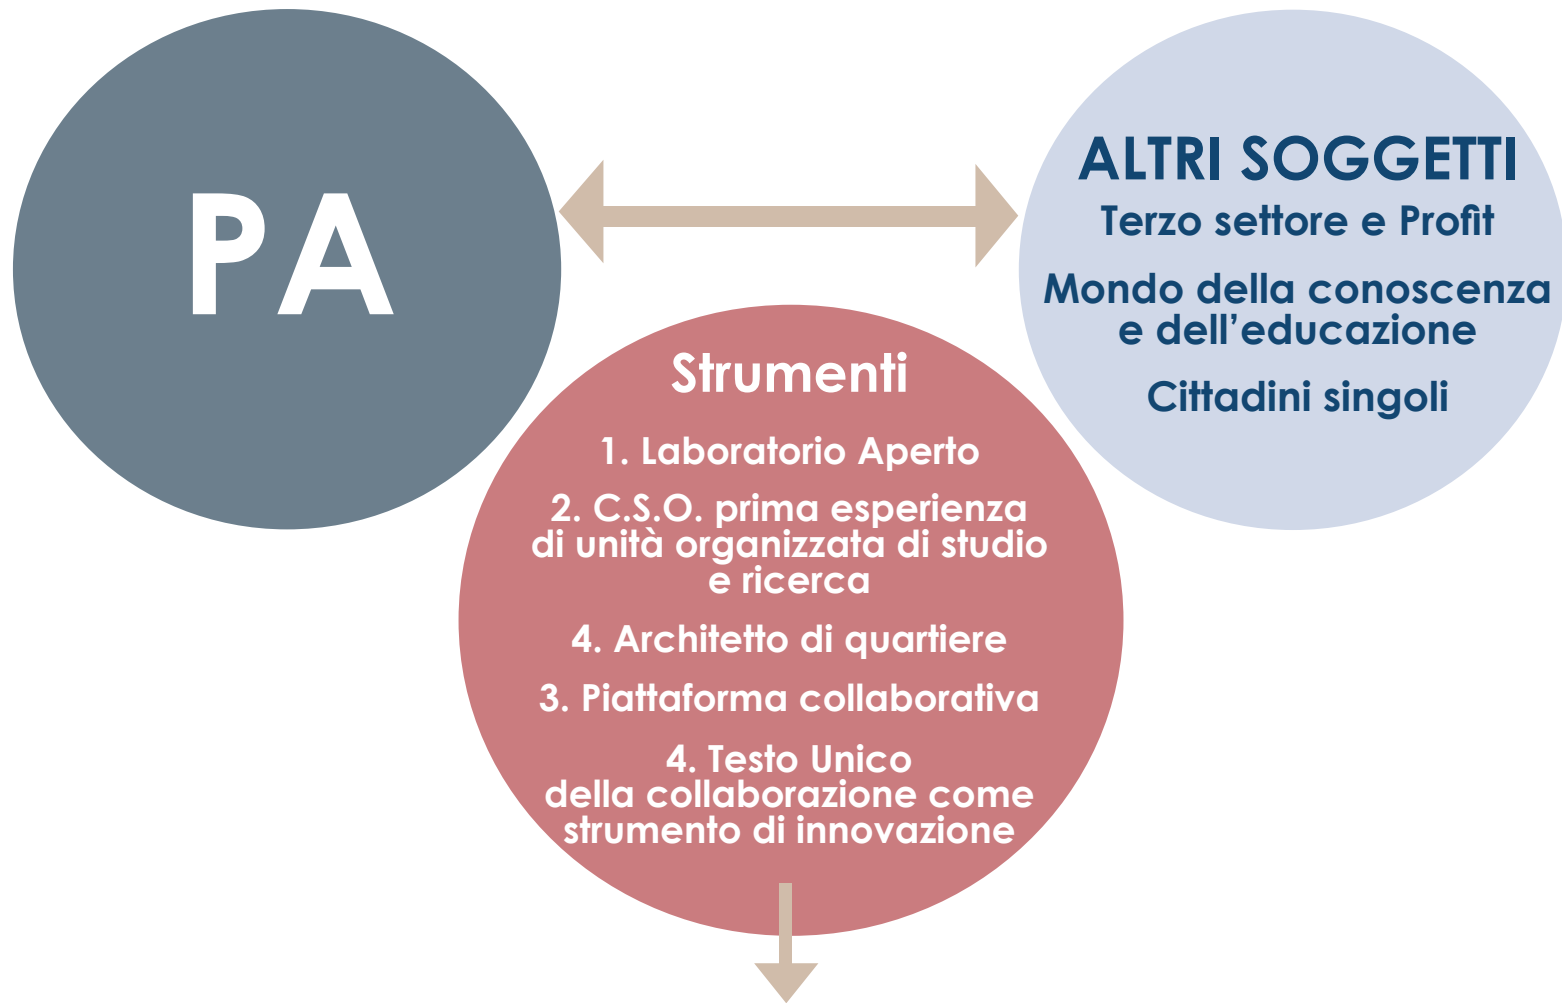 PA
ALTRI SOGGETTI
Terzo settore e Profit
Mondo della conoscenza
e dell’educazione
Cittadini singoli
Strumenti
1. Laboratorio Aperto
2. C.S.O. prima esperienza
di unità organizzata di studio
e ricerca
4. Architetto di quartiere
3. Piattaforma collaborativa
4. Testo Unico
della collaborazione come
strumento di innovazione